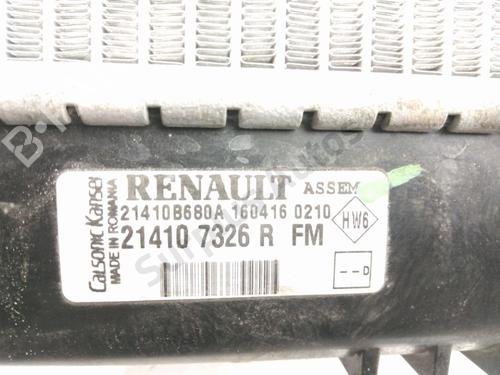 Calsonic Kansei
MADE IN ROMANIA
RENAULT ASSEM
21410B680A 160416 0210
21410 7326 R FM
HW6
--D